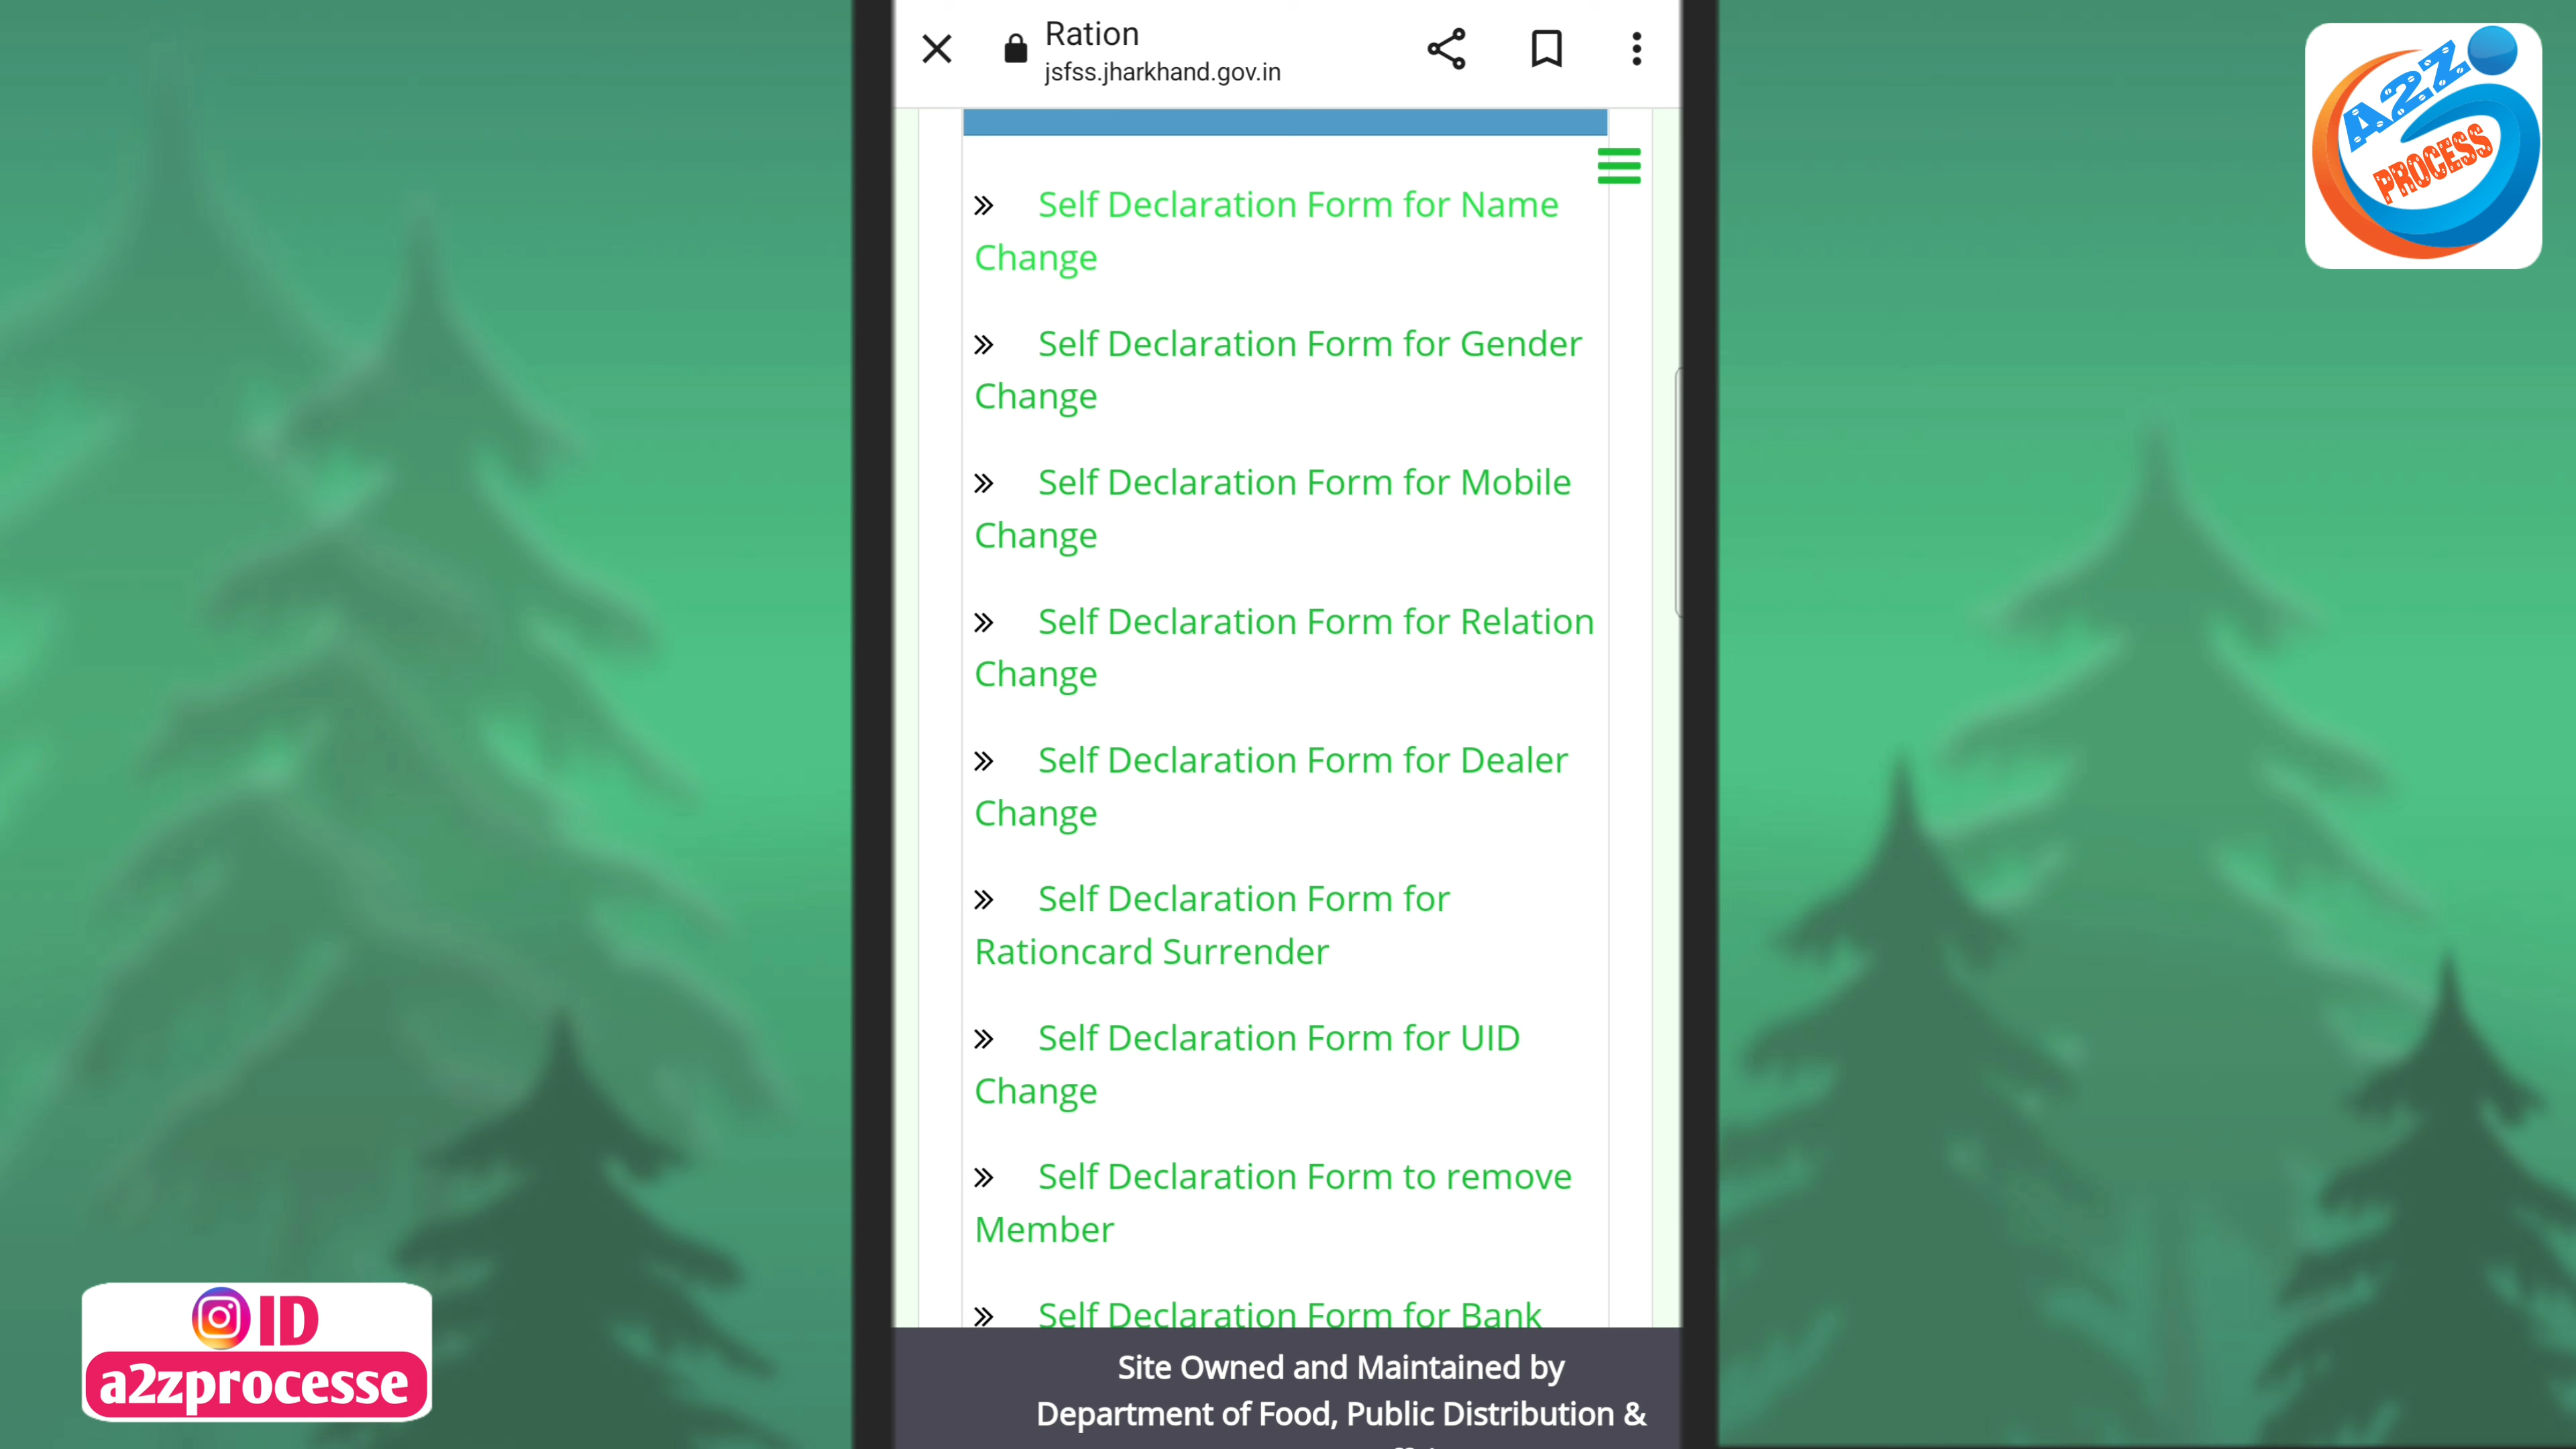 Ration
jsfss.jharkhand.gov.in
A2Z
PROCESS
» Self Declaration Form for Name
Change
» Self Declaration Form for Gender
Change
» Self Declaration Form for Mobile
Change
» Self Declaration Form for Relation
Change
» Self Declaration Form for Dealer
Change
» Self Declaration Form for
Rationcard Surrender
» Self Declaration Form for UID
Change
» Self Declaration Form to remove
Member
» Self Declaration Form for Bank
Site Owned and Maintained by
Department of Food, Public Distribution &
ID
a2zprocesse